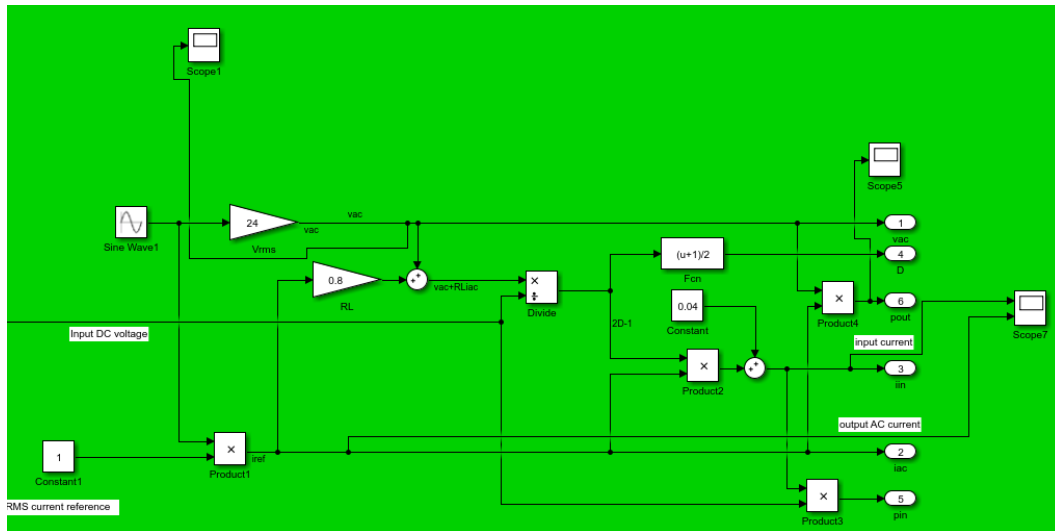 Scope1
Scope5
Sine Wave1
24
Vrms
vac
vac
1
vac
(u+1)/2
Fcn
4
D
0.8
RL
vac+RLiac
×
÷
Divide
0.04
Constant
×
Product4
6
pout
Scope7
Input DC voltage
2D-1
input current
×
Product2
3
iin
output AC current
1
Constant1
×
Product1
iref
2
iac
RMS current reference
×
Product3
5
pin